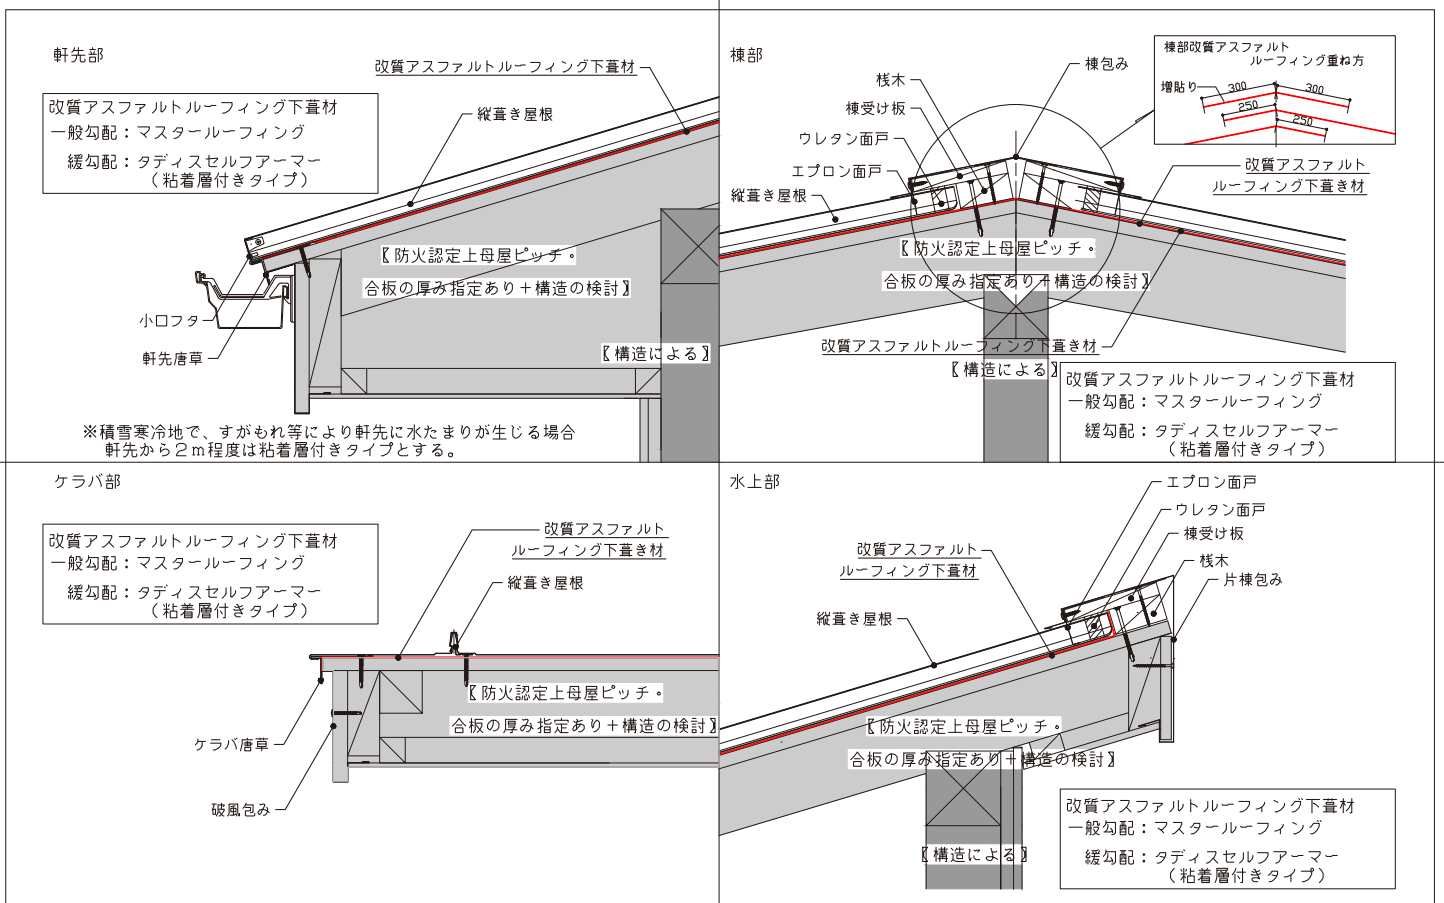 軒先部
改質アスファルトルーフィング下葺材
改質アスファルトルーフィング下葺材
一般勾配：マスタールーフィング
緩勾配：タディスセルフアーマー
（粘着層付きタイプ）
縦葺き屋根
〖防火認定上母屋ピッチ・
合板の厚み指定あり＋構造の検討〗
小口フタ
軒先唐草
〖構造による〗
※積雪寒冷地で、すがもれ等により軒先に水たまりが生じる場合
軒先から２ｍ程度は粘着層付きタイプとする。
棟部
棟包み
桟木
棟受け板
ウレタン面戸
エプロン面戸
縦葺き屋根
棟部改質アスファルト
ルーフィング重ね方
増貼り
300
300
250
250
改質アスファルト
ルーフィング下葺き材
〖防火認定上母屋ピッチ・
合板の厚み指定あり＋構造の検討〗
改質アスファルトルーフィング下葺き材
〖構造による〗
改質アスファルトルーフィング下葺材
一般勾配：マスタールーフィング
緩勾配：タディスセルフアーマー
（粘着層付きタイプ）
ケラバ部
改質アスファルトルーフィング下葺材
一般勾配：マスタールーフィング
緩勾配：タディスセルフアーマー
（粘着層付きタイプ）
改質アスファルト
ルーフィング下葺き材
縦葺き屋根
〖防火認定上母屋ピッチ・
合板の厚み指定あり＋構造の検討〗
ケラバ唐草
破風包み
水上部
エプロン面戸
ウレタン面戸
棟受け板
桟木
片棟包み
改質アスファルト
ルーフィング下葺材
縦葺き屋根
〖防火認定上母屋ピッチ・
合板の厚み指定あり＋構造の検討〗
〖構造による〗
改質アスファルトルーフィング下葺材
一般勾配：マスタールーフィング
緩勾配：タディスセルフアーマー
（粘着層付きタイプ）